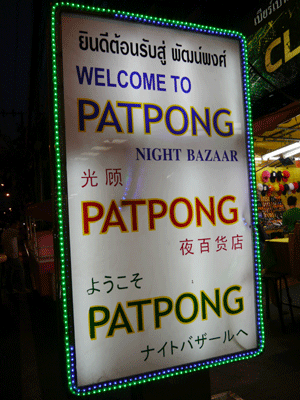 ยินดีต้อนรับสู่ พัฒน์พงศ์
WELCOME TO
PATPONG
NIGHT BAZAAR
光 顾
PATPONG
夜百货店
ようこそ
PATPONG
ナイトバザールへ
CL